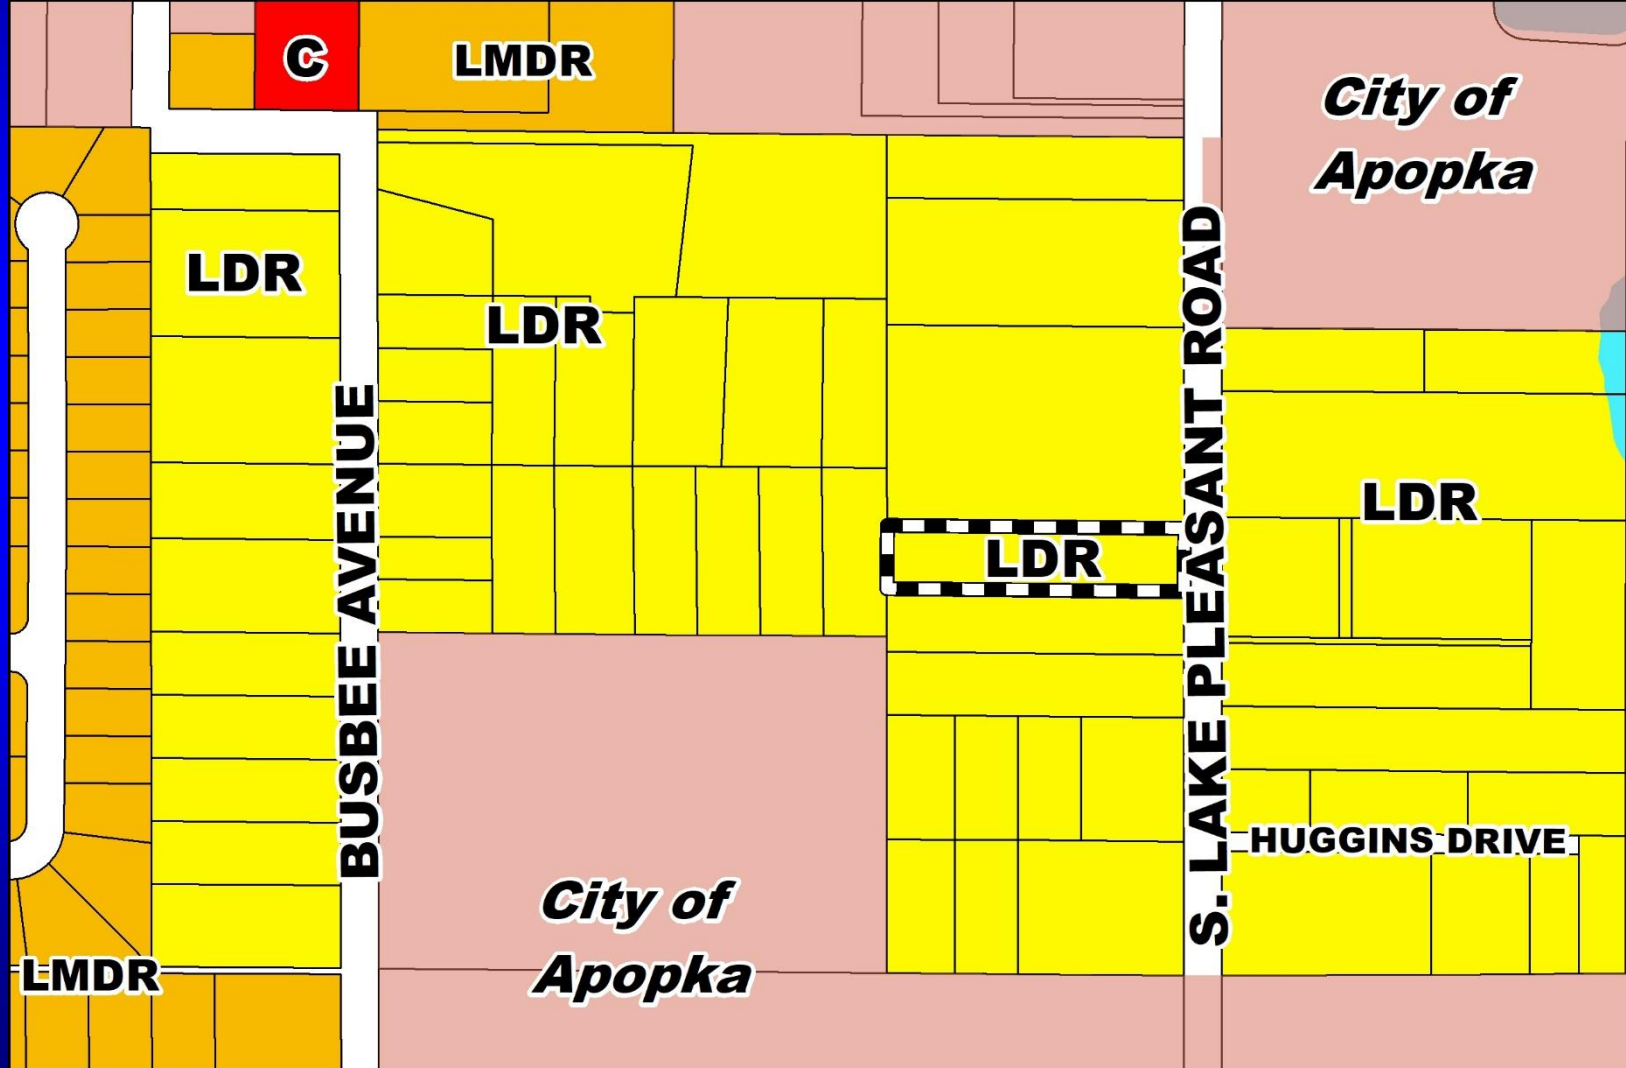 C
LMDR
City of
Apopka
LDR
LDR
BUSBEE AVENUE
S. LAKE PLEASANT ROAD
LDR
LDR
HUGGINS DRIVE
City of
Apopka
LMDR